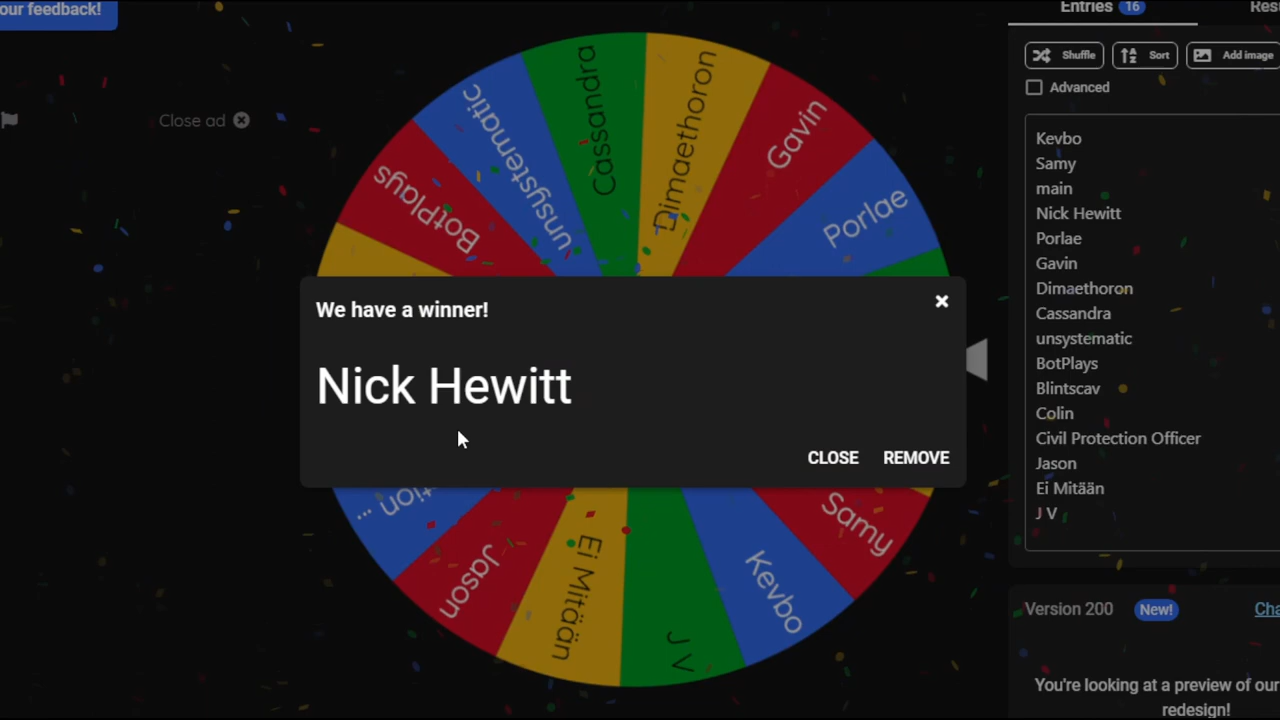 our feedback!
Entries 16
Res
Shuffle
Sort
Add image
Close ad
Advanced
Kevbo
Samy
main
Nick Hewitt
Porlae
Gavin
Dimaethoron
Cassandra
unsystematic
BotPlays
Blintscav
Colin
Civil Protection Officer
Jason
Ei Mitään
J V
Cassandra
Dimaethoron
Gavin
Porlae
unsystematic
BotPlays
We have a winner!
Nick Hewitt
CLOSE
REMOVE
tion ...
Jason
Ei Mitään
J V
Kevbo
Samy
Version 200
New!
Cha
You're looking at a preview of our
redesign!